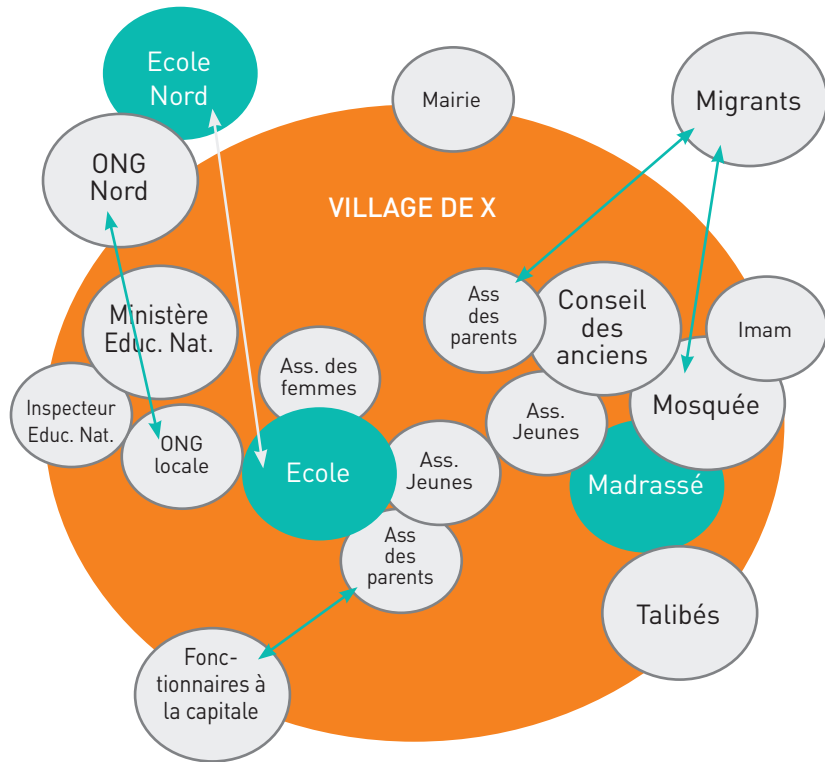 Ecole
Nord
Mairie
Migrants
ONG
Nord
VILLAGE DE X
Ministère
Educ. Nat.
Ass
des
parents
Conseil
des
anciens
Imam
Inspecteur
Educ. Nat.
ONG
locale
Ass. des
femmes
Ecole
Ass.
Jeunes
Ass.
Jeunes
Mosquée
Madrassé
Ass
des
parents
Talibés
Fonc-
tionnaires à
la capitale